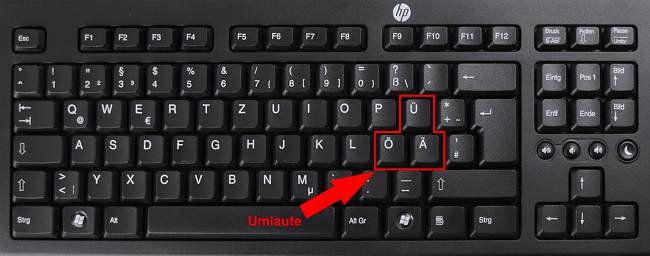 hp
Esc F1 F2 F3 F4 F5 F6 F7 F8 F9 F10 F11 F12 Druck S-Abf Rollen Pause Untbr
° ^ ! 1 " 2 ² § 3 ³ $ 4 % 5 & 6 / 7 { ( 8 [ ) 9 ] = 0 } ? ß \ Einfg Pos 1 Bild ↑
Q @ W E € R T Z U I O P Ü * + ~ Entf Ende Bild ↓
A S D F G H J K L Ö Ä ' #
> < | Y X C V B N M µ
Strg Alt Alt Gr Strg
Umlaute